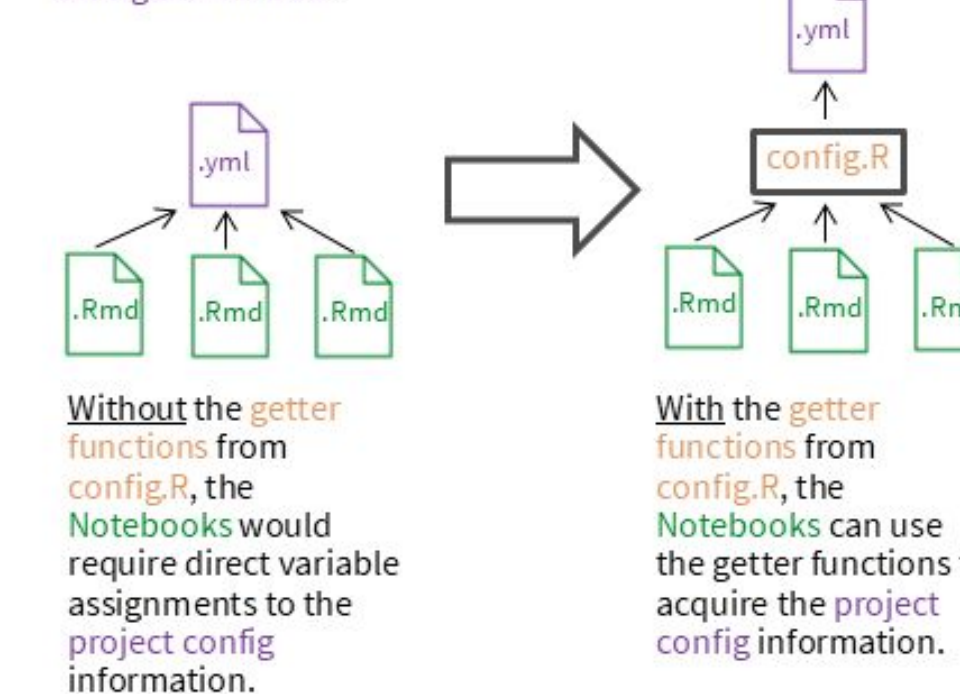 .yml
.yml
config.R
.Rmd
.Rmd
.Rmd
.Rmd
.Rmd
Without the getter
functions from
config.R, the
Notebooks would
require direct variable
assignments to the
project config
information.
With the getter
functions from
config.R, the
Notebooks can use
the getter functions
acquire the project
config information.